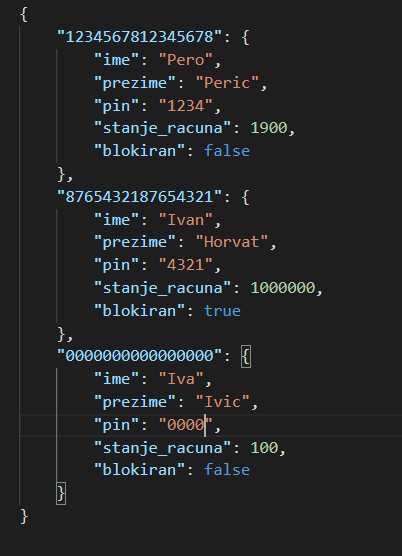 {
"1234567812345678": {
"ime": "Pero",
"prezime": "Peric",
"pin": "1234",
"stanje_racuna": 1900,
"blokiran": false
},
"8765432187654321": {
"ime": "Ivan",
"prezime": "Horvat",
"pin": "4321",
"stanje_racuna": 1000000,
"blokiran": true
},
"0000000000000000": {
"ime": "Iva",
"prezime": "Ivic",
"pin": "0000",
"stanje_racuna": 100,
"blokiran": false
}
}